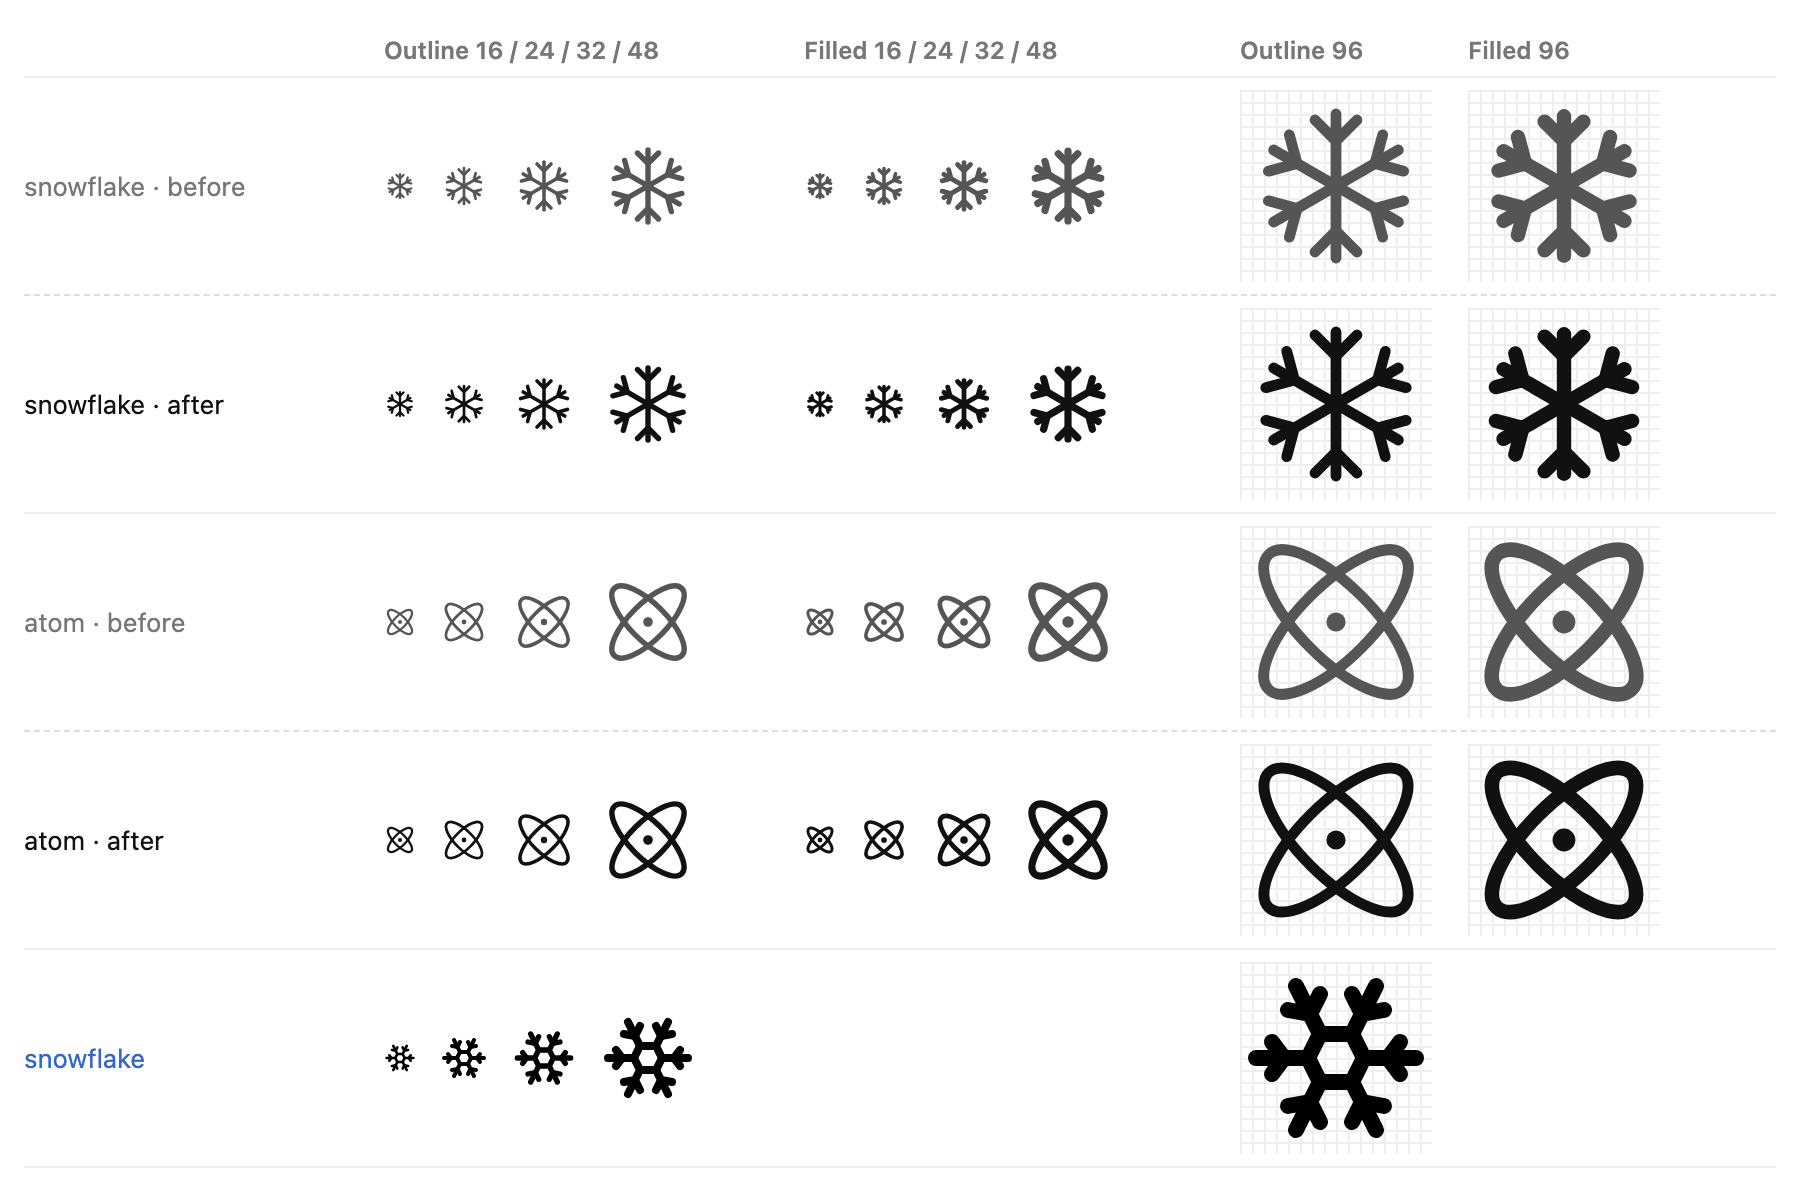 Outline 16 / 24 / 32 / 48
Filled 16 / 24 / 32 / 48
Outline 96
Filled 96
snowflake · before
snowflake · after
atom · before
atom · after
snowflake